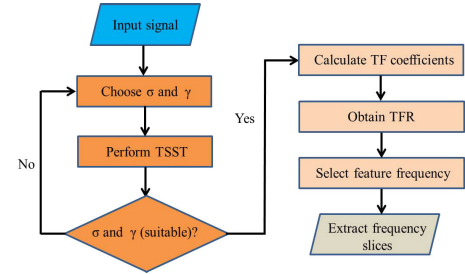 Input signal
Choose σ and γ
Perform TSST
σ and γ (suitable)?
No
Yes
Calculate TF coefficients
Obtain TFR
Select feature frequency
Extract frequency
slices